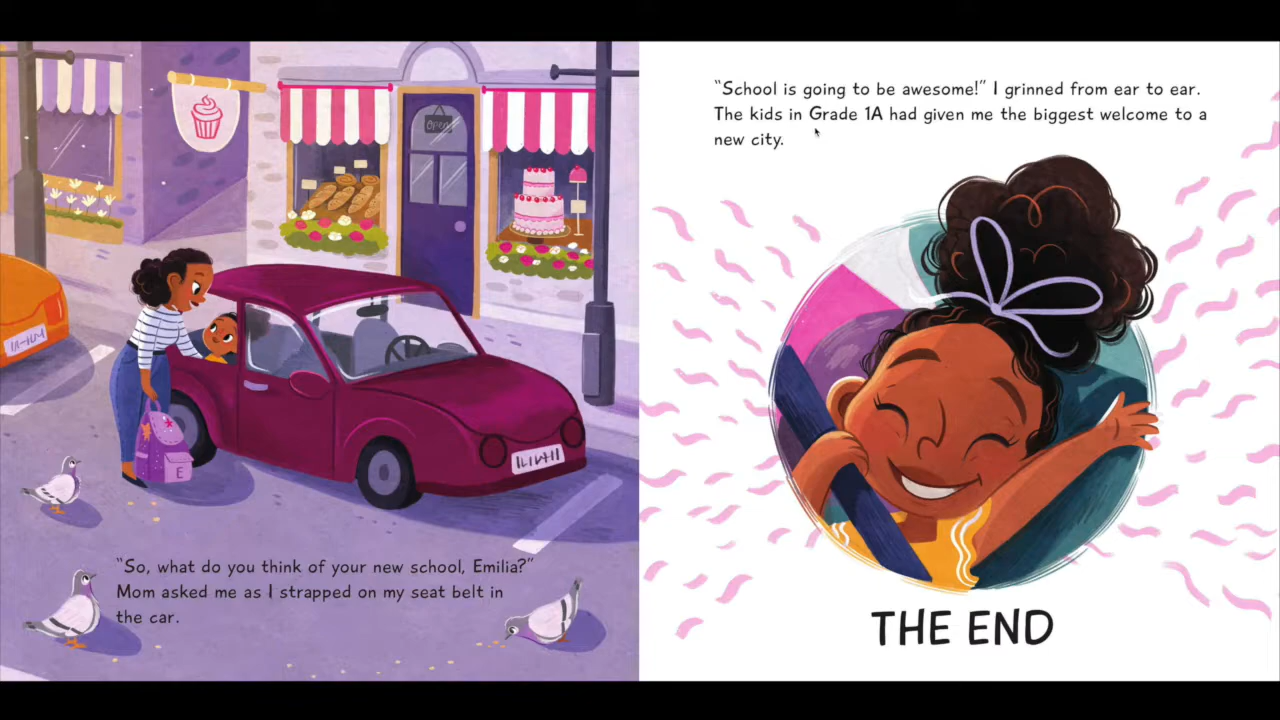 Open
E
"So, what do you think of your new school, Emilia?"
Mom asked me as I strapped on my seat belt in
the car.
"School is going to be awesome!" I grinned from ear to ear.
The kids in Grade 1A had given me the biggest welcome to a
new city.
THE END